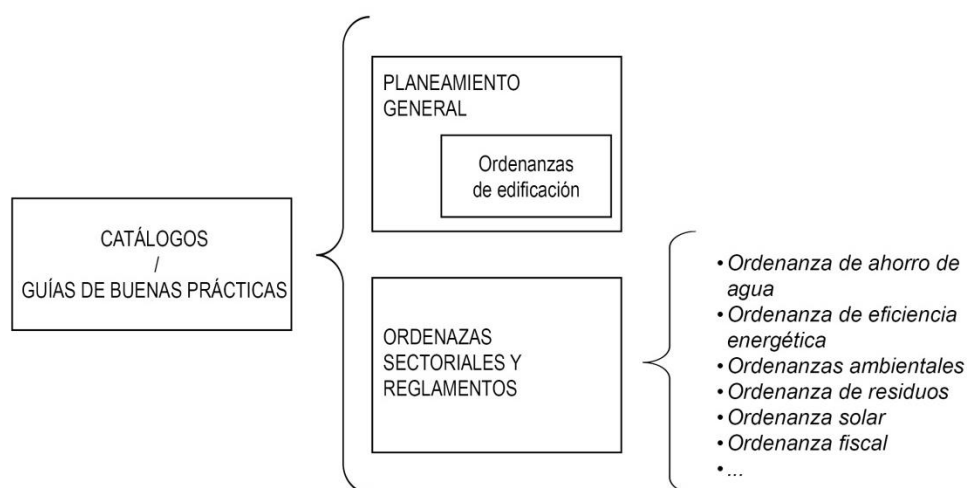 CATÁLOGOS
/
GUÍAS DE BUENAS PRÁCTICAS
PLANEAMIENTO
GENERAL
Ordenanzas
de edificación
ORDENAZAS
SECTORIALES Y
REGLAMENTOS
• Ordenanza de ahorro de
agua
• Ordenanza de eficiencia
energética
• Ordenanzas ambientales
• Ordenanza de residuos
• Ordenanza solar
• Ordenanza fiscal
• ...